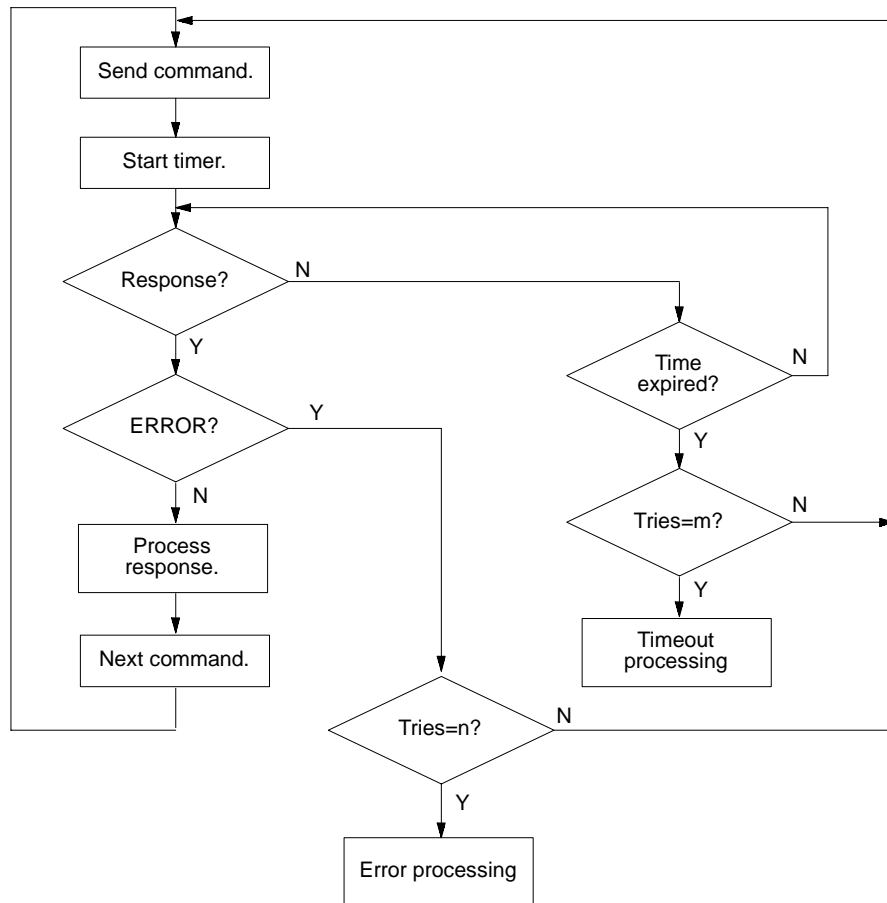 Send command.
Start timer.
Response?
N
Y
Time
expired?
N
ERROR?
Y
Y
N
Tries=m?
N
Process
response.
Y
Timeout
processing
Next command.
Tries=n?
N
Y
Error processing